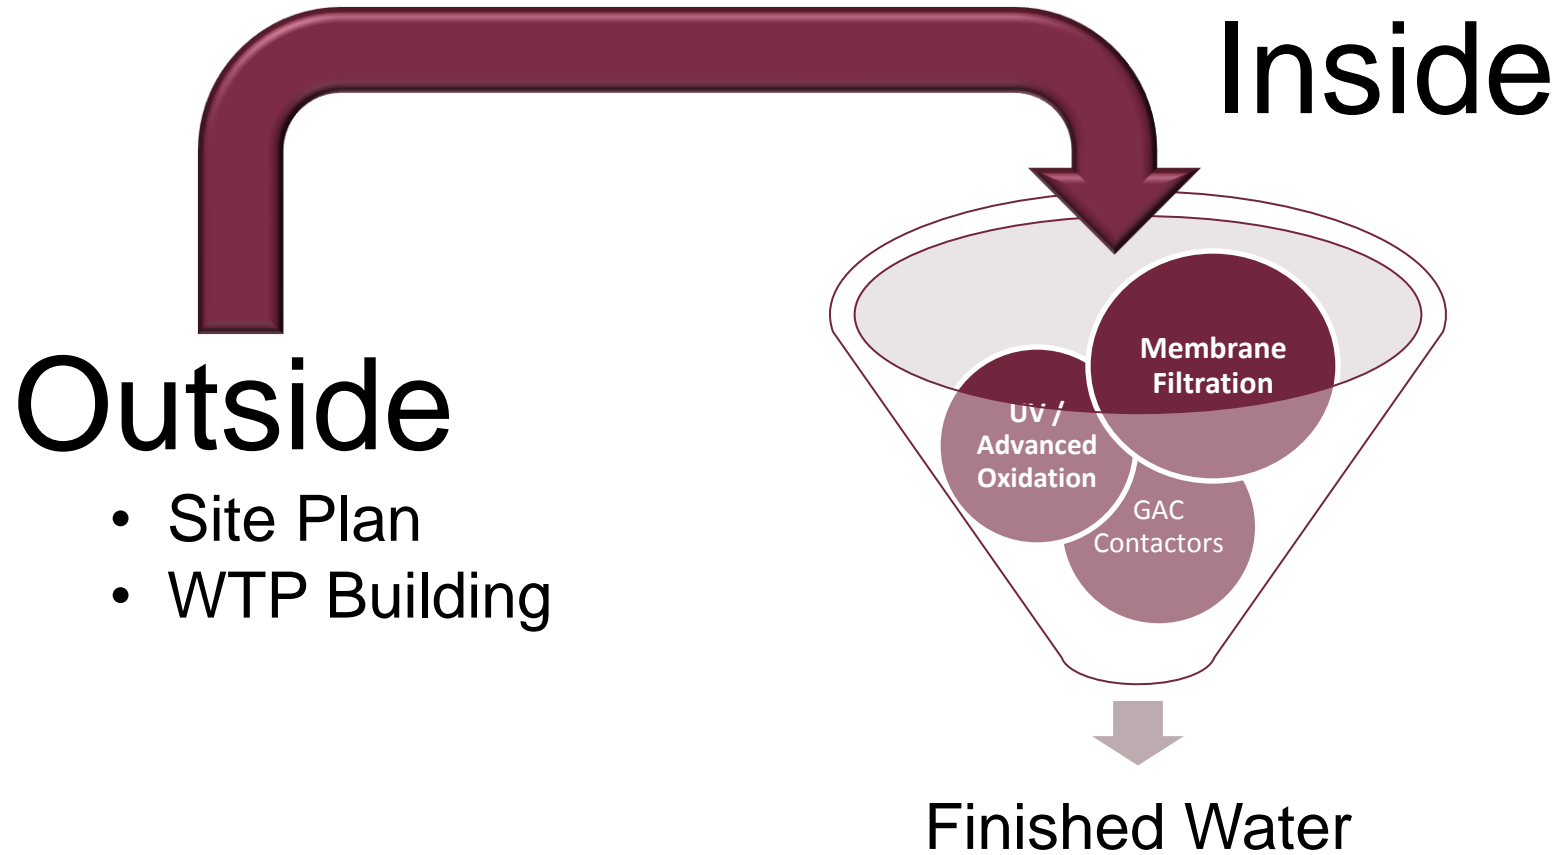 Inside
Outside
• Site Plan
• WTP Building
Membrane
Filtration
UV /
Advanced
Oxidation
GAC
Contactors
Finished Water